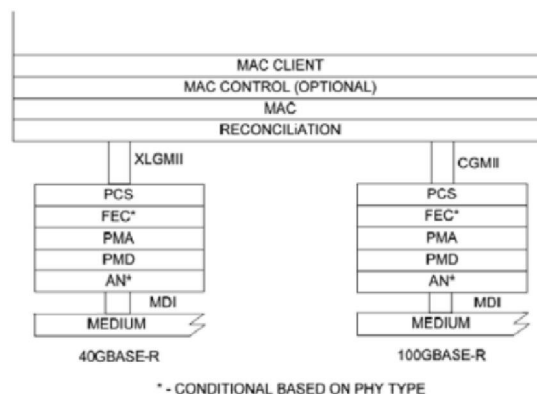 MAC CLIENT
MAC CONTROL (OPTIONAL)
MAC
RECONCILiATION
XLGMII
CGMII
PCS
FEC*
PMA
PMD
AN*
MDI
MEDIUM
40GBASE-R
PCS
FEC*
PMA
PMD
AN*
MDI
MEDIUM
100GBASE-R
* - CONDITIONAL BASED ON PHY TYPE